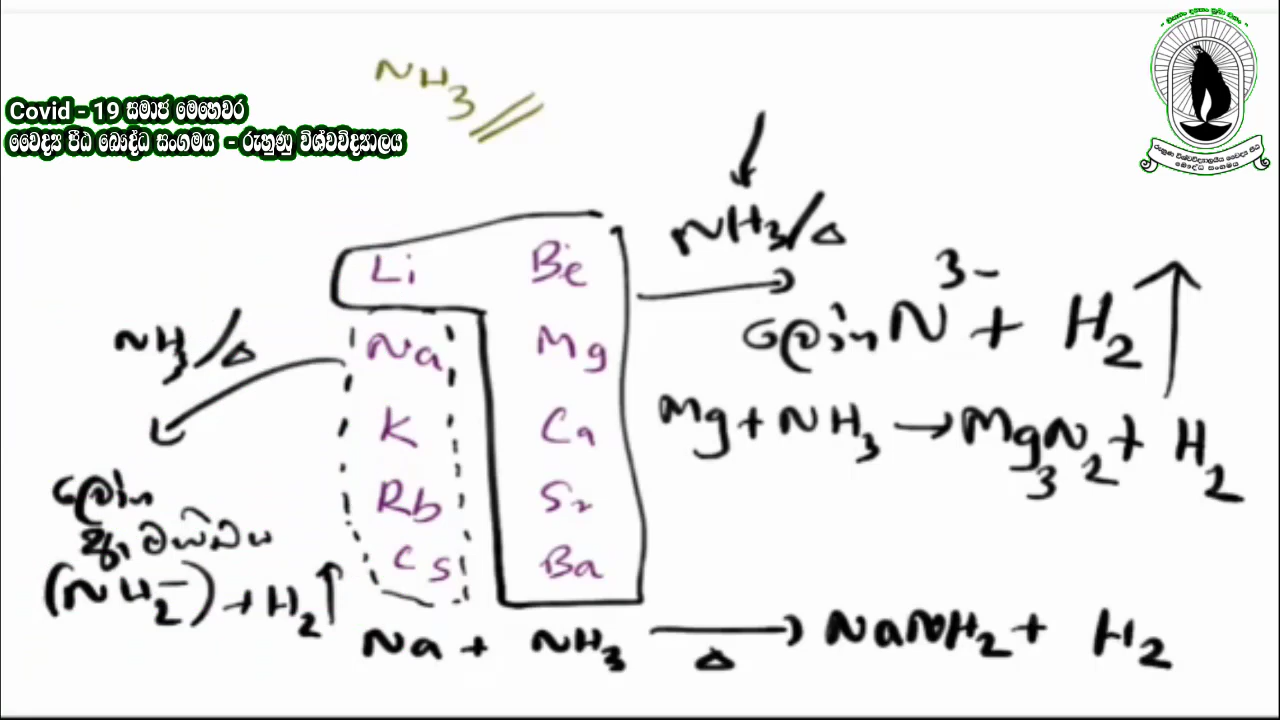 NH3
Covid - 19 සමාජ මෙහෙවර
වෛද්‍ය පීඨ බෞද්ධ සංගමය - රුහුණු විශ්වවිද්‍යාලය
NH3/Δ
Li Be
ලෝහ N3- + H2 ↑
NH3/Δ
Na Mg
K Ca
Mg + NH3 → Mg3N2 + H2
Rb Sr
ලෝහ
Cs Ba
(NH2-) + H2 ↑
Na + NH3 →Δ NaNH2 + H2